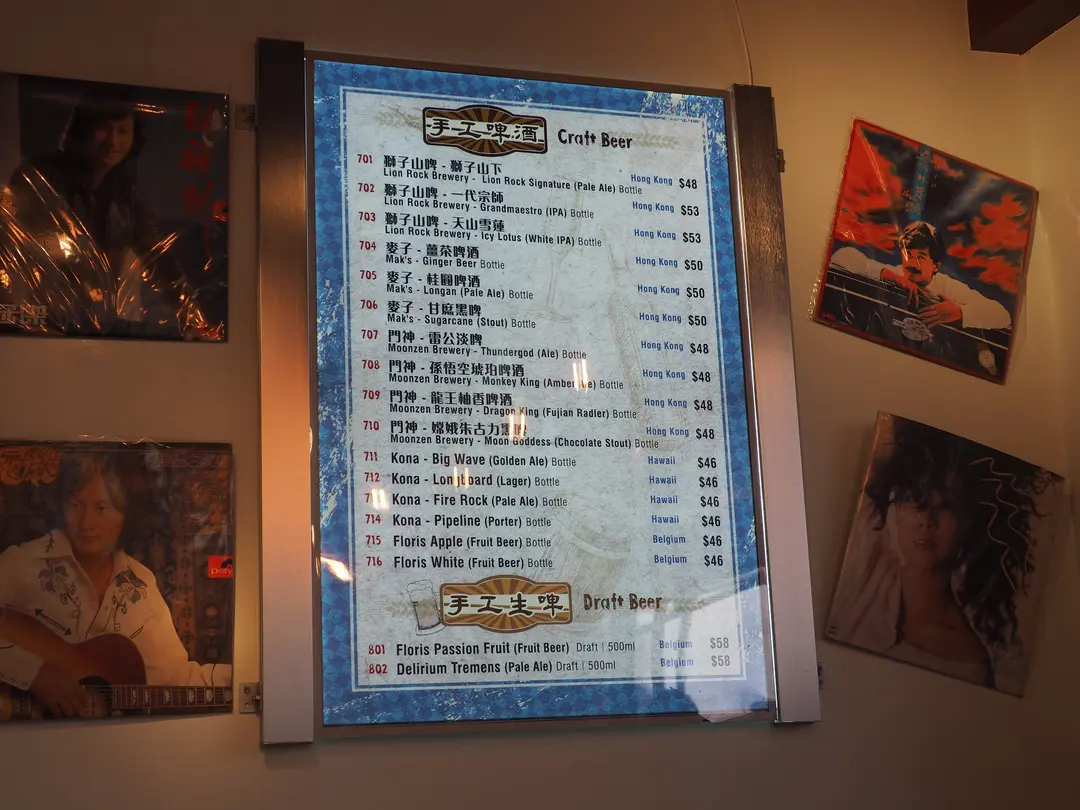 手工啤酒 Craft Beer
701 獅子山啤 - 獅子山下
Lion Rock Brewery - Lion Rock Signature (Pale Ale) Bottle Hong Kong $48
702 獅子山啤 - 一代宗師
Lion Rock Brewery - Grandmaestro (IPA) Bottle Hong Kong $53
703 獅子山啤 - 天山雪蓮
Lion Rock Brewery - Icy Lotus (White IPA) Bottle Hong Kong $53
704 麥子 - 薑茶啤酒
Mak's - Ginger Beer Bottle Hong Kong $50
705 麥子 - 桂圓啤酒
Mak's - Longan (Pale Ale) Bottle Hong Kong $50
706 麥子 - 甘蔗黑啤
Mak's - Sugarcane (Stout) Bottle Hong Kong $50
707 門神 - 雷公淡啤
Moonzen Brewery - Thundergod (Ale) Bottle Hong Kong $48
708 門神 - 孫悟空琥珀啤酒
Moonzen Brewery - Monkey King (Amber Ale) Bottle Hong Kong $48
709 門神 - 龍王柚香啤酒
Moonzen Brewery - Dragon King (Fujian Radler) Bottle Hong Kong $48
710 門神 - 嫦娥朱古力黑啤
Moonzen Brewery - Moon Goddess (Chocolate Stout) Bottle Hong Kong $48
711 Kona - Big Wave (Golden Ale) Bottle Hawaii $46
712 Kona - Longboard (Lager) Bottle Hawaii $46
713 Kona - Fire Rock (Pale Ale) Bottle Hawaii $46
714 Kona - Pipeline (Porter) Bottle Hawaii $46
715 Floris Apple (Fruit Beer) Bottle Belgium $46
716 Floris White (Fruit Beer) Bottle Belgium $46
手工生啤 Draft Beer
801 Floris Passion Fruit (Fruit Beer) Draft | 500ml Belgium $58
802 Delirium Tremens (Pale Ale) Draft | 500ml Belgium $58